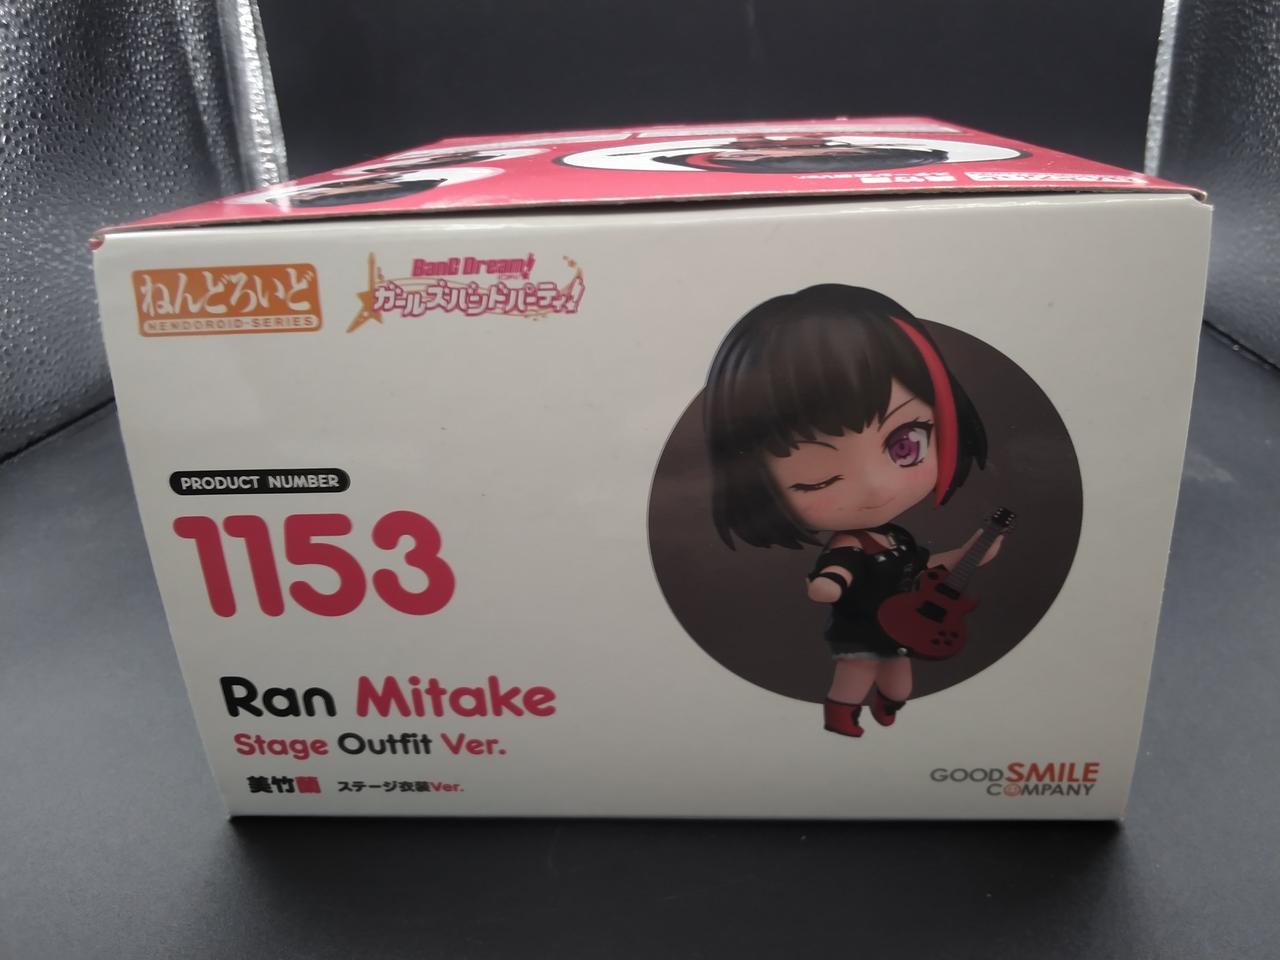 ねんどろいど
NENDOROID-SERIES
BanG Dream!
ガールズバンドパーティ!
PRODUCT NUMBER
1153
Ran Mitake
Stage Outfit Ver.
美竹蘭 ステージ衣装Ver.
GOOD SMILE
COMPANY